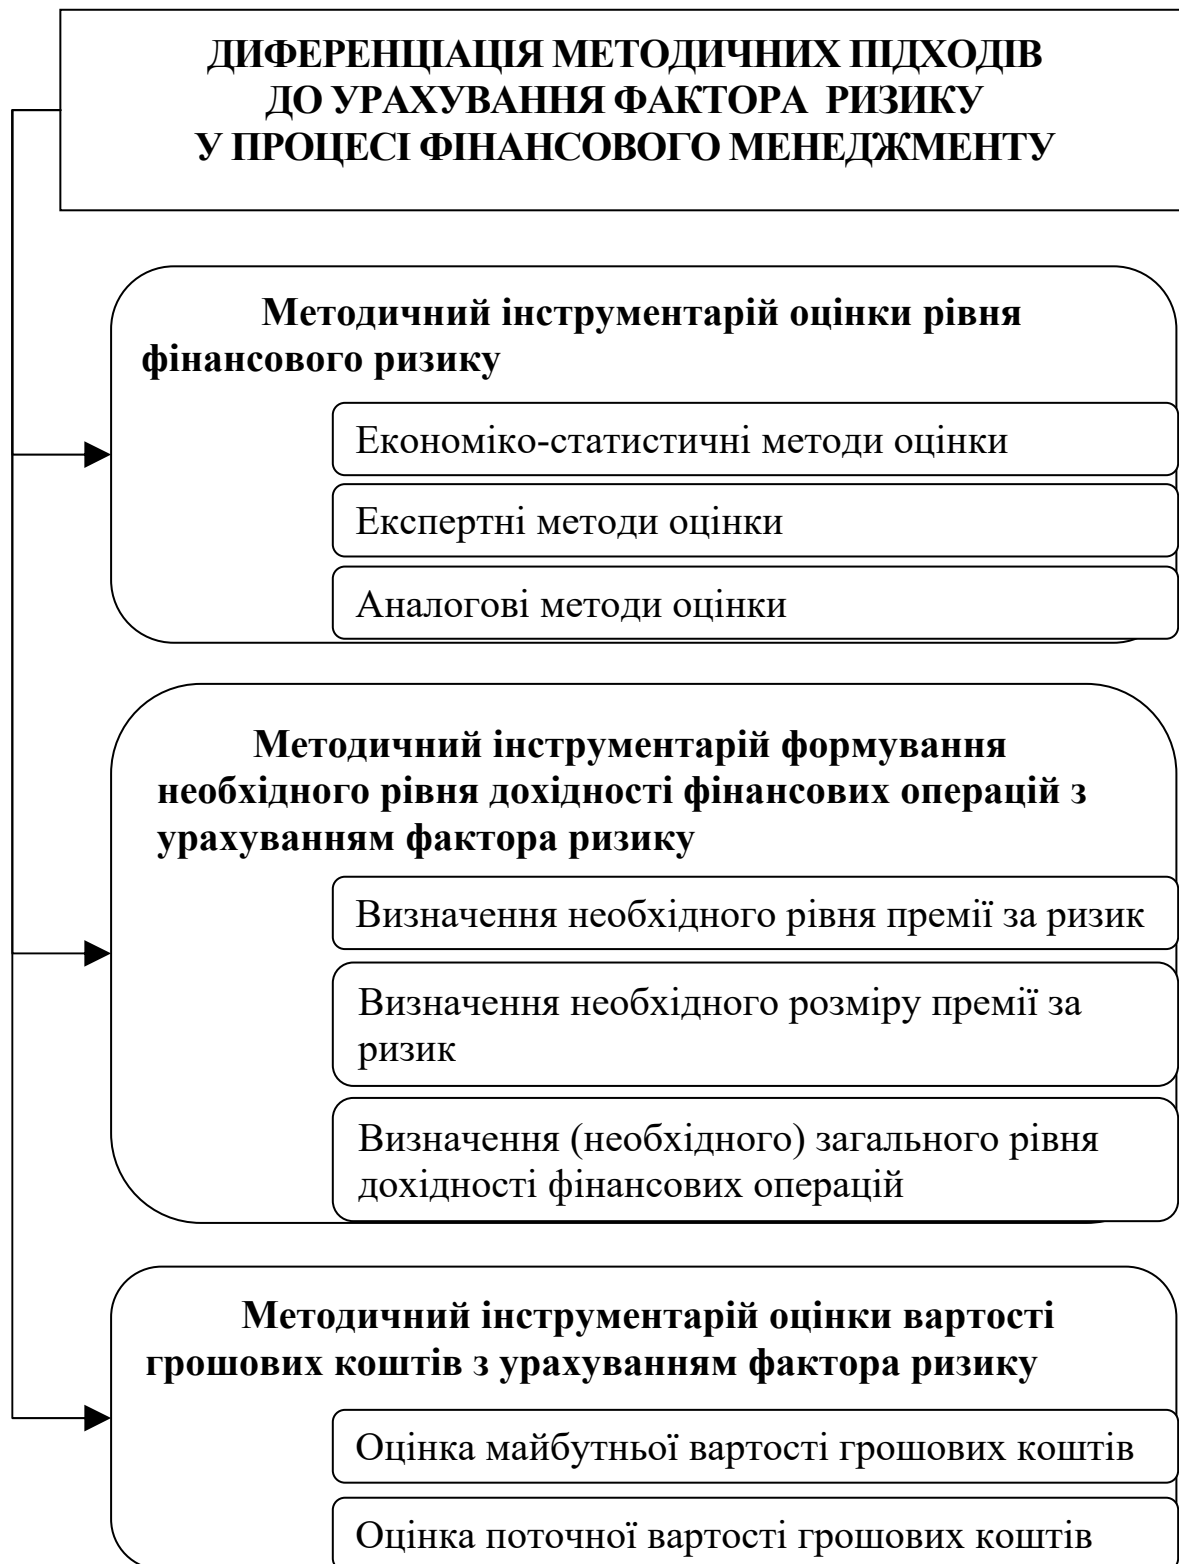 ДИФЕРЕНЦІАЦІЯ МЕТОДИЧНИХ ПІДХОДІВ
ДО УРАХУВАННЯ ФАКТОРА РИЗИКУ
У ПРОЦЕСІ ФІНАНСОВОГО МЕНЕДЖМЕНТУ
Методичний інструментарій оцінки рівня
фінансового ризику
Економіко-статистичні методи оцінки
Експертні методи оцінки
Аналогові методи оцінки
Методичний інструментарій формування
необхідного рівня дохідності фінансових операцій з
урахуванням фактора ризику
Визначення необхідного рівня премії за ризик
Визначення необхідного розміру премії за
ризик
Визначення (необхідного) загального рівня
дохідності фінансових операцій
Методичний інструментарій оцінки вартості
грошових коштів з урахуванням фактора ризику
Оцінка майбутньої вартості грошових коштів
Оцінка поточної вартості грошових коштів